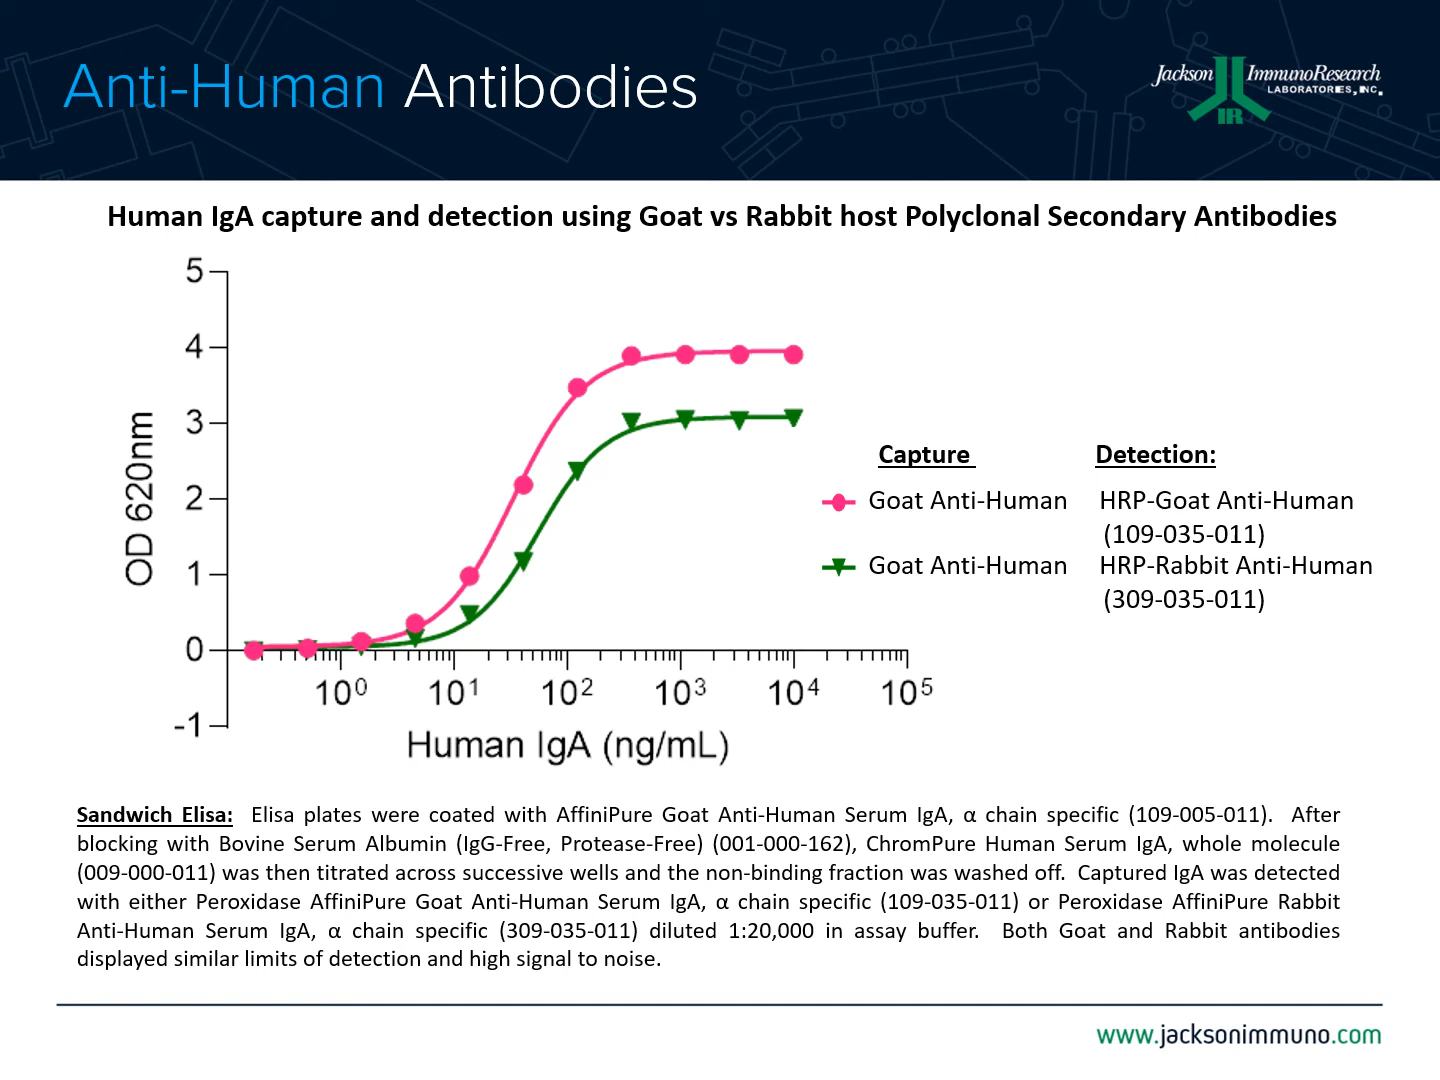 Anti-Human Antibodies
Jackson ImmunoResearch
LABORATORIES, INC.
IR
Human IgA capture and detection using Goat vs Rabbit host Polyclonal Secondary Antibodies
5
4
3
2
1
0
-1
OD 620nm
10⁰ 10¹ 10² 10³ 10⁴ 10⁵
Human IgA (ng/mL)
Capture Detection:
Goat Anti-Human HRP-Goat Anti-Human
(109-035-011)
Goat Anti-Human HRP-Rabbit Anti-Human
(309-035-011)
Sandwich Elisa: Elisa plates were coated with AffiniPure Goat Anti-Human Serum IgA, α chain specific (109-005-011). After
blocking with Bovine Serum Albumin (IgG-Free, Protease-Free) (001-000-162), ChromPure Human Serum IgA, whole molecule
(009-000-011) was then titrated across successive wells and the non-binding fraction was washed off. Captured IgA was detected
with either Peroxidase AffiniPure Goat Anti-Human Serum IgA, α chain specific (109-035-011) or Peroxidase AffiniPure Rabbit
Anti-Human Serum IgA, α chain specific (309-035-011) diluted 1:20,000 in assay buffer. Both Goat and Rabbit antibodies
displayed similar limits of detection and high signal to noise.
www.jacksonimmuno.com